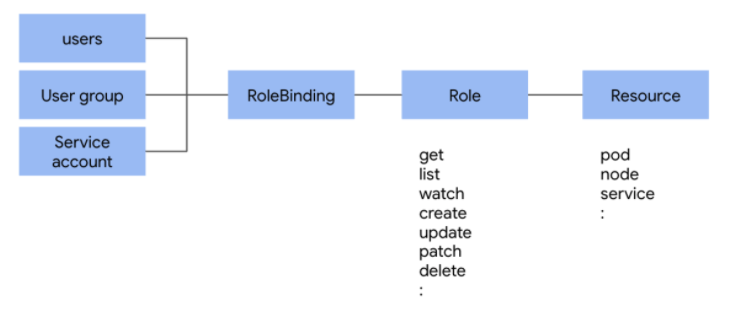 users
User group
Service
account
RoleBinding
Role
Resource
get
list
watch
create
update
patch
delete
:
pod
node
service
: